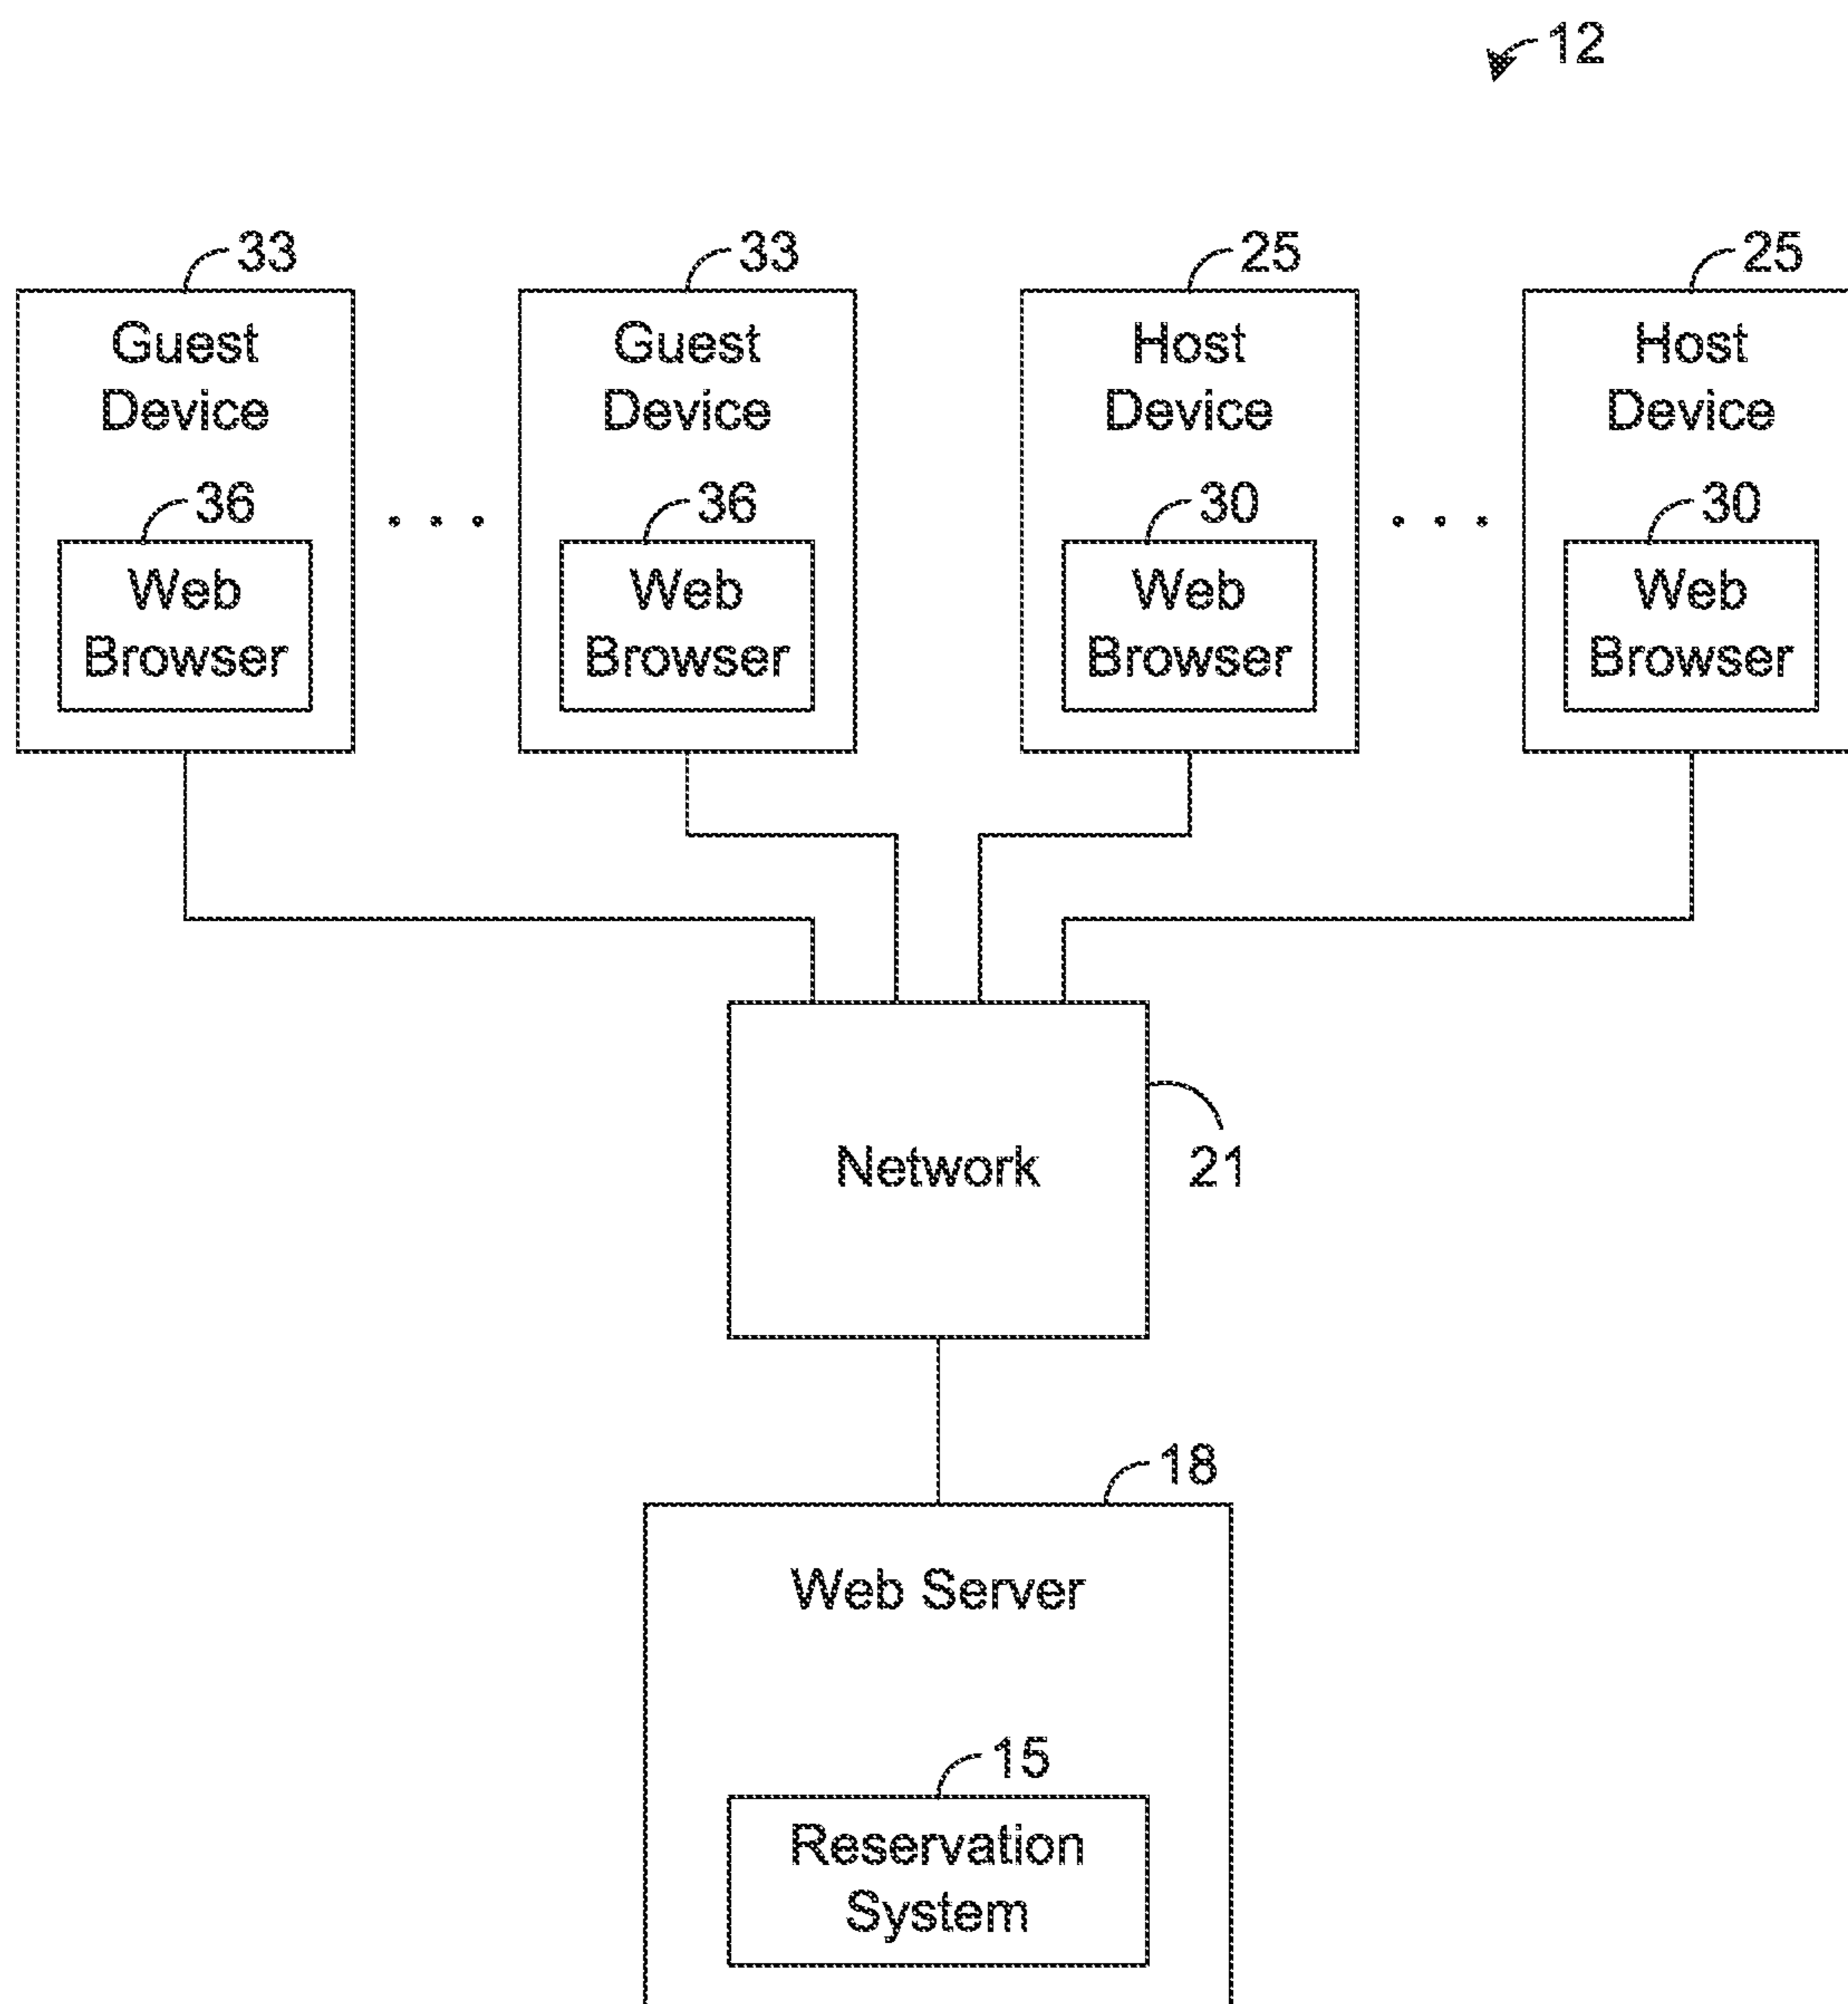 12
33
33
25
25
Guest
Device
Guest
Device
Host
Device
Host
Device
36
36
30
30
Web
Browser
Web
Browser
Web
Browser
Web
Browser
Network
21
18
Web Server
15
Reservation
System